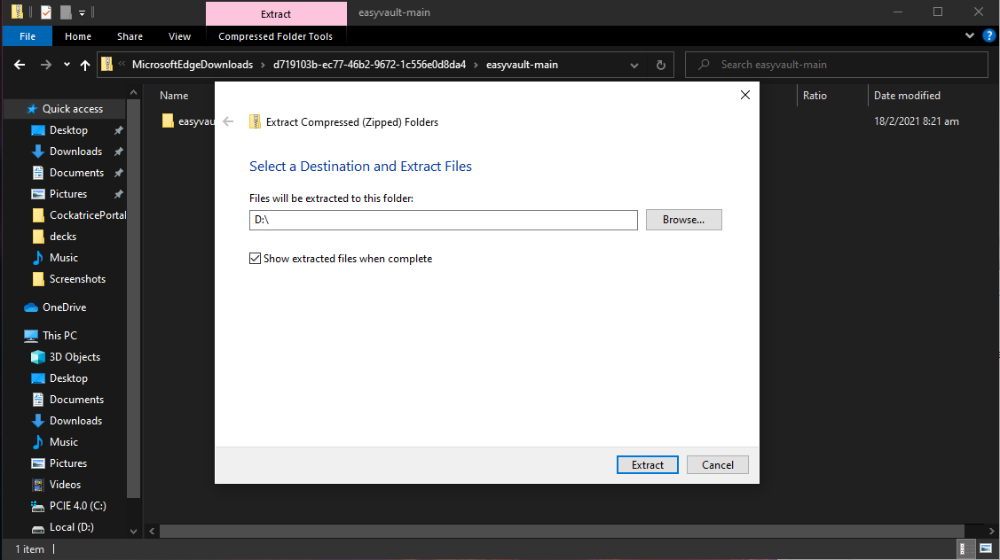 Extract
easyvault-main
File
Home
Share
View
Compressed Folder Tools
?
« MicrosoftEdgeDownloads > d719103b-ec77-46b2-9672-1c556e0d8da4 > easyvault-main
Search easyvault-main
Name
Ratio
Date modified
easyvau
18/2/2021 8:21 am
Quick access
Desktop
Downloads
Documents
Pictures
CockatricePortal
decks
Music
Screenshots
OneDrive
This PC
3D Objects
Desktop
Documents
Downloads
Music
Pictures
Videos
PCIE 4.0 (C:)
Local (D:)
Extract Compressed (Zipped) Folders
Select a Destination and Extract Files
Files will be extracted to this folder:
D:\
Browse...
Show extracted files when complete
Extract
Cancel
1 item